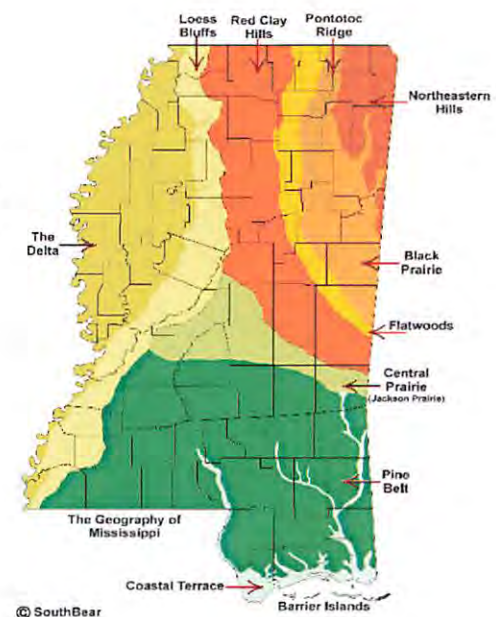 Loess
Bluffs
Red Clay
Hills
Pontotoc
Ridge
Northeastern
Hills
The
Delta
Black
Prairie
Flatwoods
Central
Prairie
(Jackson Prairie)
Pine
Belt
The Geography of
Mississippi
Coastal Terrace
Barrier Islands
© SouthBear